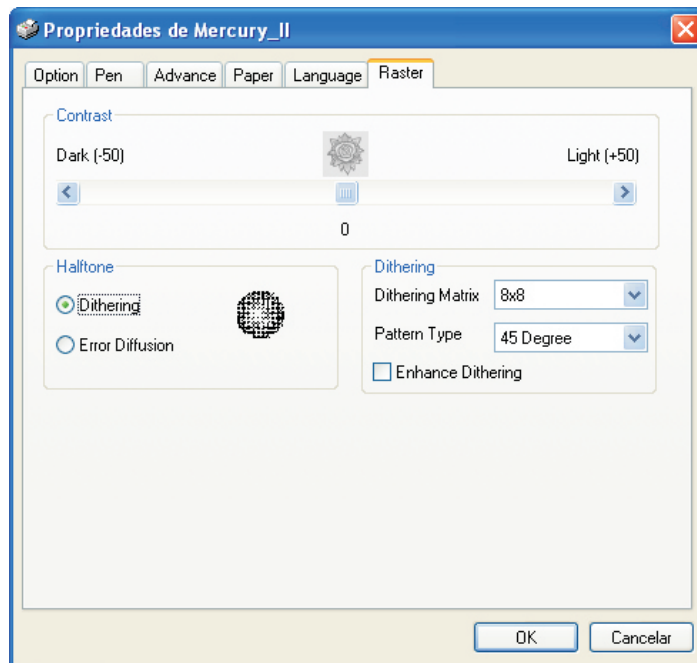 Propriedades de Mercury_II
Option Pen Advance Paper Language Raster
Contrast
Dark (-50) Light (+50)
0
Halftone
Dithering
Error Diffusion
Dithering
Dithering Matrix 8x8
Pattern Type 45 Degree
Enhance Dithering
OK Cancelar